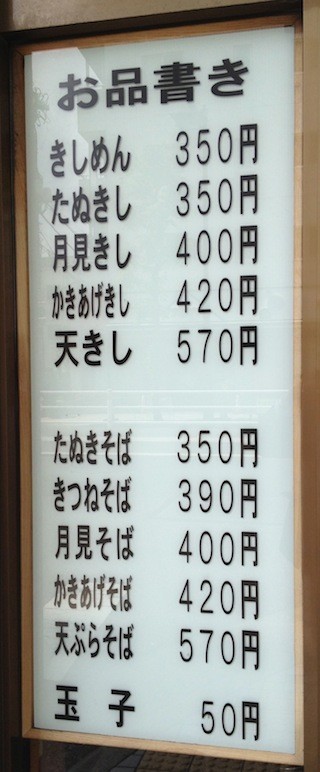 お品書き
きしめん 350円
たぬきし 350円
月見きし 400円
かきあげきし 420円
天きし 570円
たぬきそば 350円
きつねそば 390円
月見そば 400円
かきあげそば 420円
天ぷらそば 570円
玉子 50円